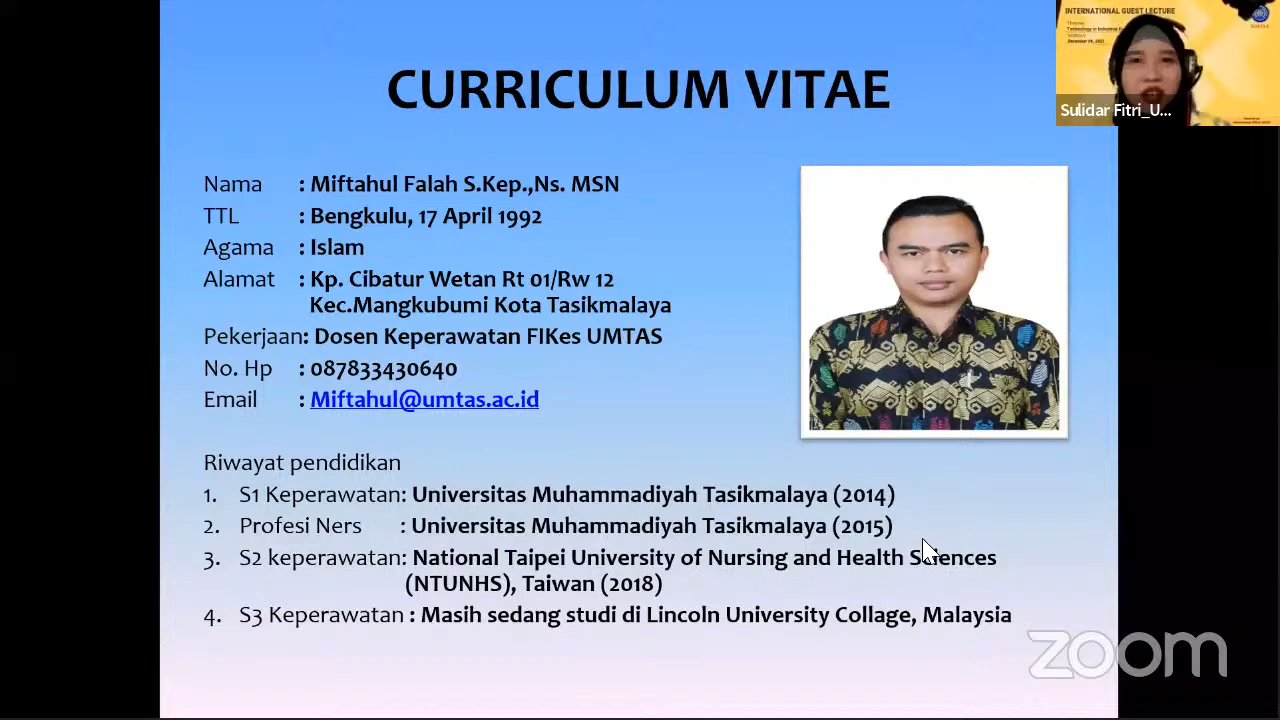 CURRICULUM VITAE
INTERNATIONAL GUEST LECTURE
Sulidar Fitri_U...
Nama : Miftahul Falah S.Kep.,Ns. MSN
TTL : Bengkulu, 17 April 1992
Agama : Islam
Alamat : Kp. Cibatur Wetan Rt 01/Rw 12
Kec.Mangkubumi Kota Tasikmalaya
Pekerjaan: Dosen Keperawatan FIKes UMTAS
No. Hp : 087833430640
Email : Miftahul@umtas.ac.id
Riwayat pendidikan
1. S1 Keperawatan: Universitas Muhammadiyah Tasikmalaya (2014)
2. Profesi Ners : Universitas Muhammadiyah Tasikmalaya (2015)
3. S2 keperawatan: National Taipei University of Nursing and Health Sciences
(NTUNHS), Taiwan (2018)
4. S3 Keperawatan : Masih sedang studi di Lincoln University Collage, Malaysia
zoom